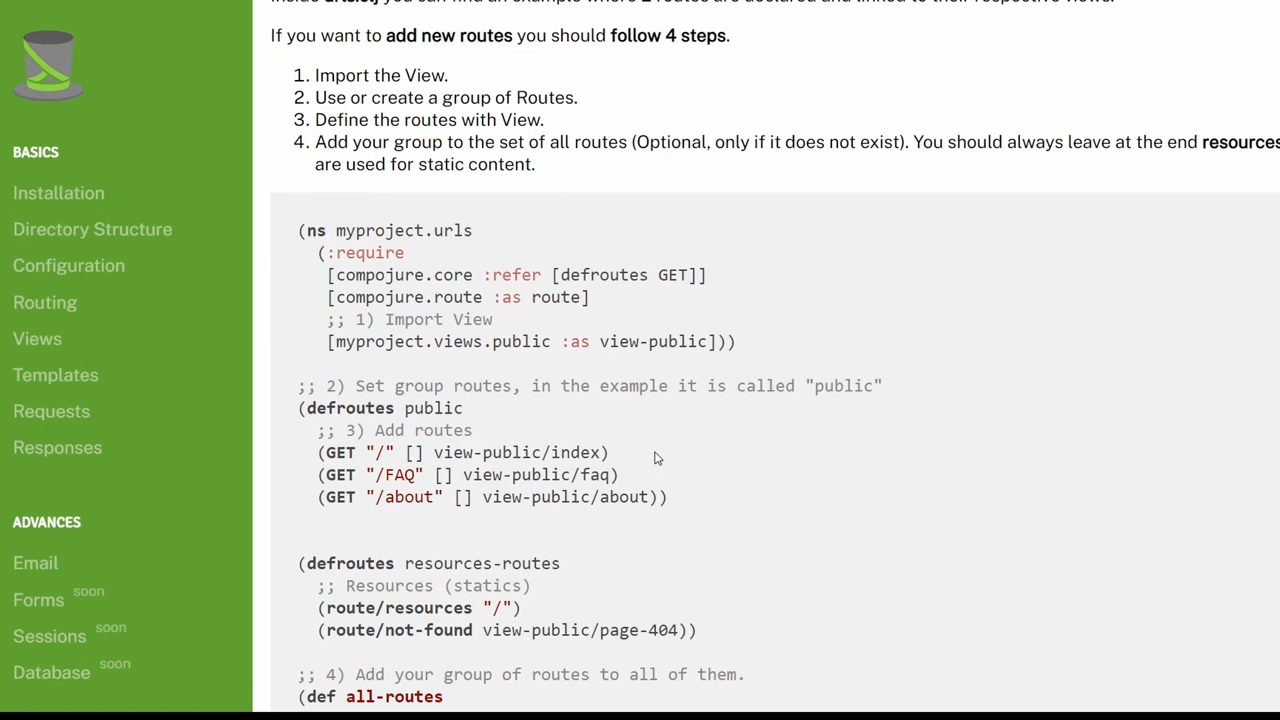 BASICS
Installation
Directory Structure
Configuration
Routing
Views
Templates
Requests
Responses
ADVANCES
Email
Forms soon
Sessions soon
Database soon
If you want to add new routes you should follow 4 steps.
1. Import the View.
2. Use or create a group of Routes.
3. Define the routes with View.
4. Add your group to the set of all routes (Optional, only if it does not exist). You should always leave at the end resources
are used for static content.
(ns myproject.urls
(:require
[compojure.core :refer [defroutes GET]]
[compojure.route :as route]
;; 1) Import View
[myproject.views.public :as view-public]))
;; 2) Set group routes, in the example it is called "public"
(defroutes public
;; 3) Add routes
(GET "/" [] view-public/index)
(GET "/FAQ" [] view-public/faq)
(GET "/about" [] view-public/about))
(defroutes resources-routes
;; Resources (statics)
(route/resources "/")
(route/not-found view-public/page-404))
;; 4) Add your group of routes to all of them.
(def all-routes